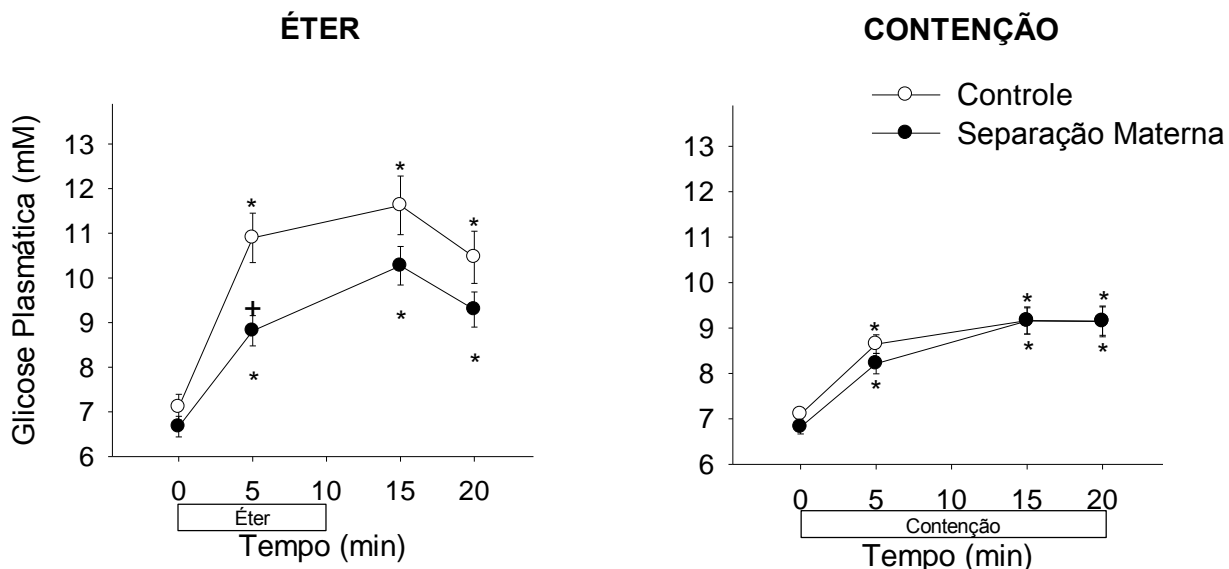 ÉTER
Glicose Plasmática (mM)
13
*
12
*
*
11
10
+
9
*
8
*
*
7
6
0 5 10 15 20
Éter
Tempo (min)
CONTENÇÃO
Controle
Separação Materna
13
12
11
10
* *
9
*
* *
8
*
7
6
0 5 10 15 20
Contenção
Tempo (min)